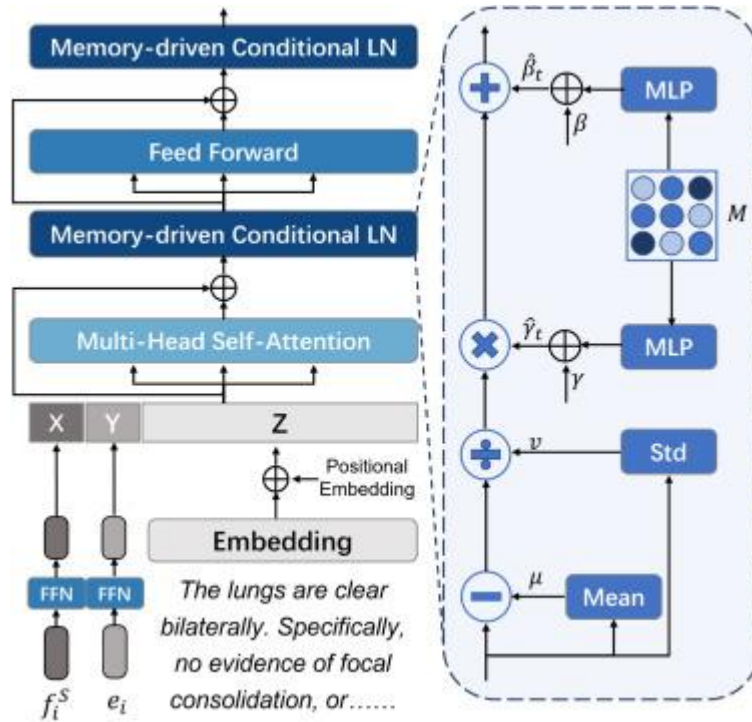 Memory-driven Conditional LN
Feed Forward
Memory-driven Conditional LN
Multi-Head Self-Attention
X Y Z
Positional
Embedding
Embedding
FFN FFN
The lungs are clear
bilaterally. Specifically,
no evidence of focal
consolidation, or……
f_i^S e_i
β̂_t
MLP
β
M
γ̂_t
MLP
γ
v
Std
μ
Mean